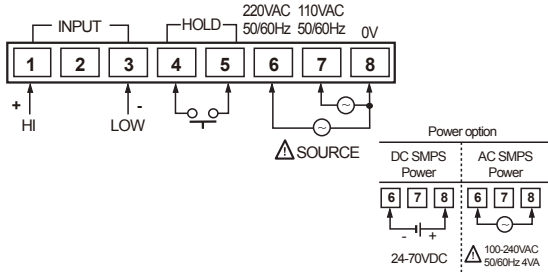 INPUT
HOLD
220VAC 110VAC
50/60Hz 50/60Hz 0V
1 2 3 4 5 6 7 8
+ -
HI LOW
SOURCE
Power option
DC SMPS AC SMPS
Power Power
6 7 8 6 7 8
- +
24-70VDC
100-240VAC
50/60Hz 4VA